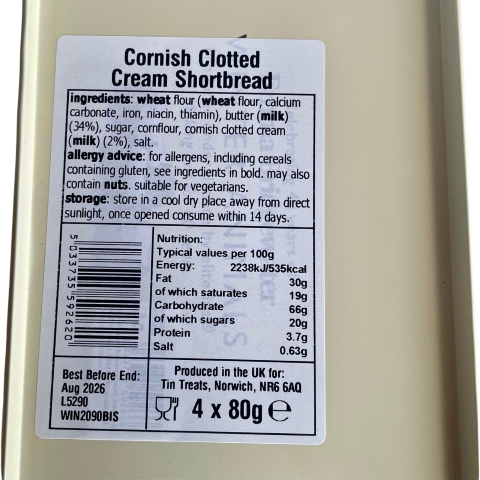 Cornish Clotted
Cream Shortbread
ingredients: wheat flour (wheat flour, calcium
carbonate, iron, niacin, thiamin), butter (milk)
(34%), sugar, cornflour, cornish clotted cream
(milk) (2%), salt.
allergy advice: for allergens, including cereals
containing gluten, see ingredients in bold. may also
contain nuts. suitable for vegetarians.
storage: store in a cool dry place away from direct
sunlight, once opened consume within 14 days.
5 033735 592620
Nutrition:
Typical values per 100g
Energy: 2238kJ/535kcal
Fat 30g
of which saturates 19g
Carbohydrate 66g
of which sugars 20g
Protein 3.7g
Salt 0.63g
Best Before End:
Aug 2026
L5290
WIN2090BIS
Produced in the UK for:
Tin Treats, Norwich, NR6 6AQ
4 x 80g e